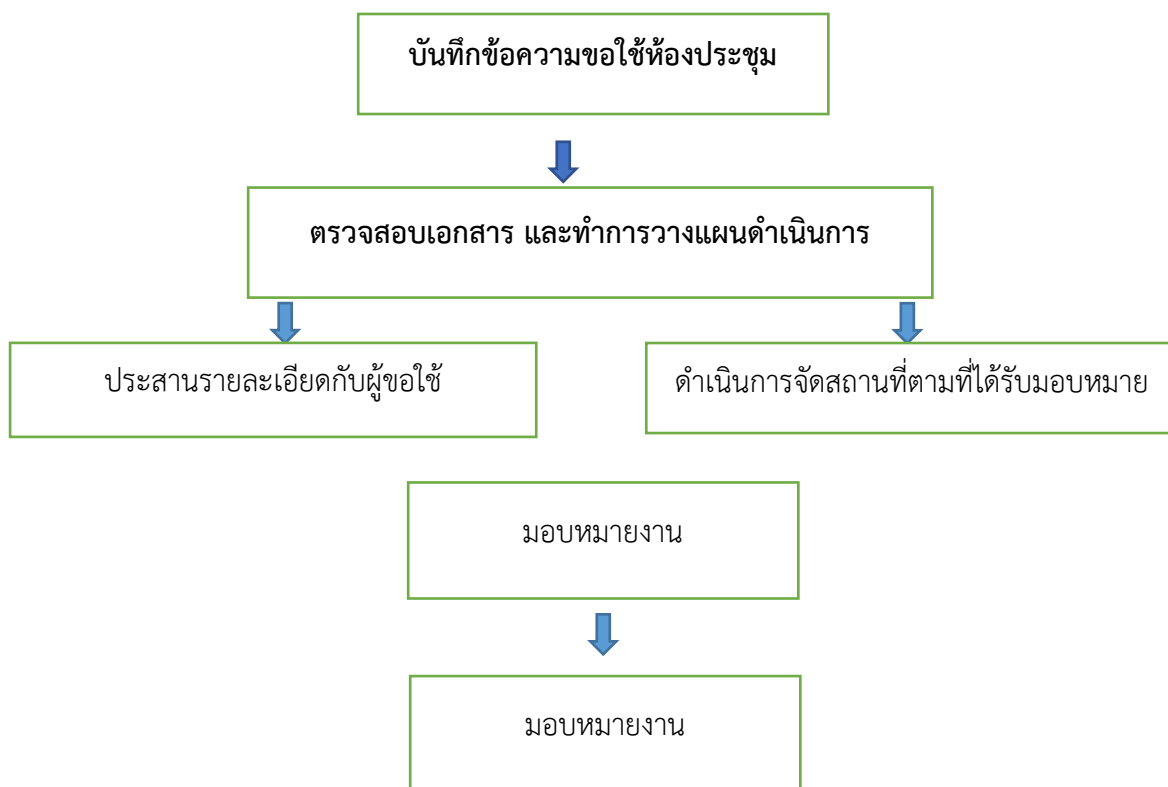 บันทึกข้อความขอใช้ห้องประชุม
ตรวจสอบเอกสาร และทำการวางแผนดำเนินการ
ประสานรายละเอียดกับผู้ขอใช้
ดำเนินการจัดสถานที่ตามที่ได้รับมอบหมาย
มอบหมายงาน
มอบหมายงาน